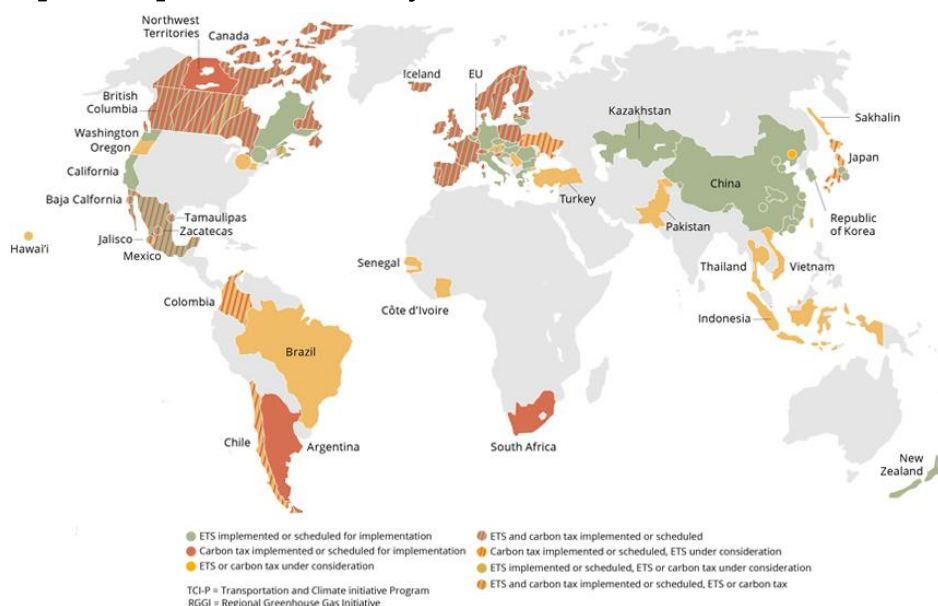 Northwest
Territories
Canada
British
Columbia
Washington
Oregon
California
Baja Calfornia
Tamaulipas
Zacatecas
Jalisco
Mexico
Hawai'i
Colombia
Brazil
Chile
Argentina
Iceland
EU
Turkey
Senegal
Côte d'Ivoire
South Africa
Kazakhstan
China
Pakistan
Thailand
Vietnam
Indonesia
Sakhalin
Japan
Republic
of Korea
New
Zealand
ETS implemented or scheduled for implementation
Carbon tax implemented or scheduled for implementation
ETS or carbon tax under consideration
ETS and carbon tax implemented or scheduled
Carbon tax implemented or scheduled, ETS under consideration
ETS implemented or scheduled, ETS or carbon tax under consideration
ETS and carbon tax implemented or scheduled, ETS or carbon tax
TCI-P = Transportation and Climate initiative Program
RGGI = Regional Greenhouse Gas Initiative